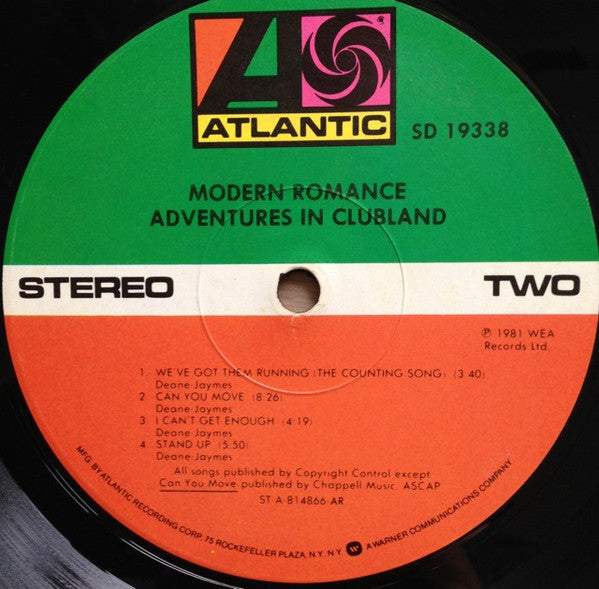 ATLANTIC
SD 19338
MODERN ROMANCE
ADVENTURES IN CLUBLAND
STEREO
TWO
℗ 1981 WEA
Records Ltd.
1. WE'VE GOT THEM RUNNING (THE COUNTING SONG) (3:40)
Deane-Jaymes
2. CAN YOU MOVE (8:26)
Deane-Jaymes
3. I CAN'T GET ENOUGH (4:19)
Deane-Jaymes
4. STAND UP (5:50)
Deane-Jaymes
All songs published by Copyright Control except
Can You Move published by Chappell Music, ASCAP
ST-A-814866 AR
MFG. BY ATLANTIC RECORDING CORP. 75 ROCKEFELLER PLAZA, N.Y. N.Y. A WARNER COMMUNICATIONS COMPANY